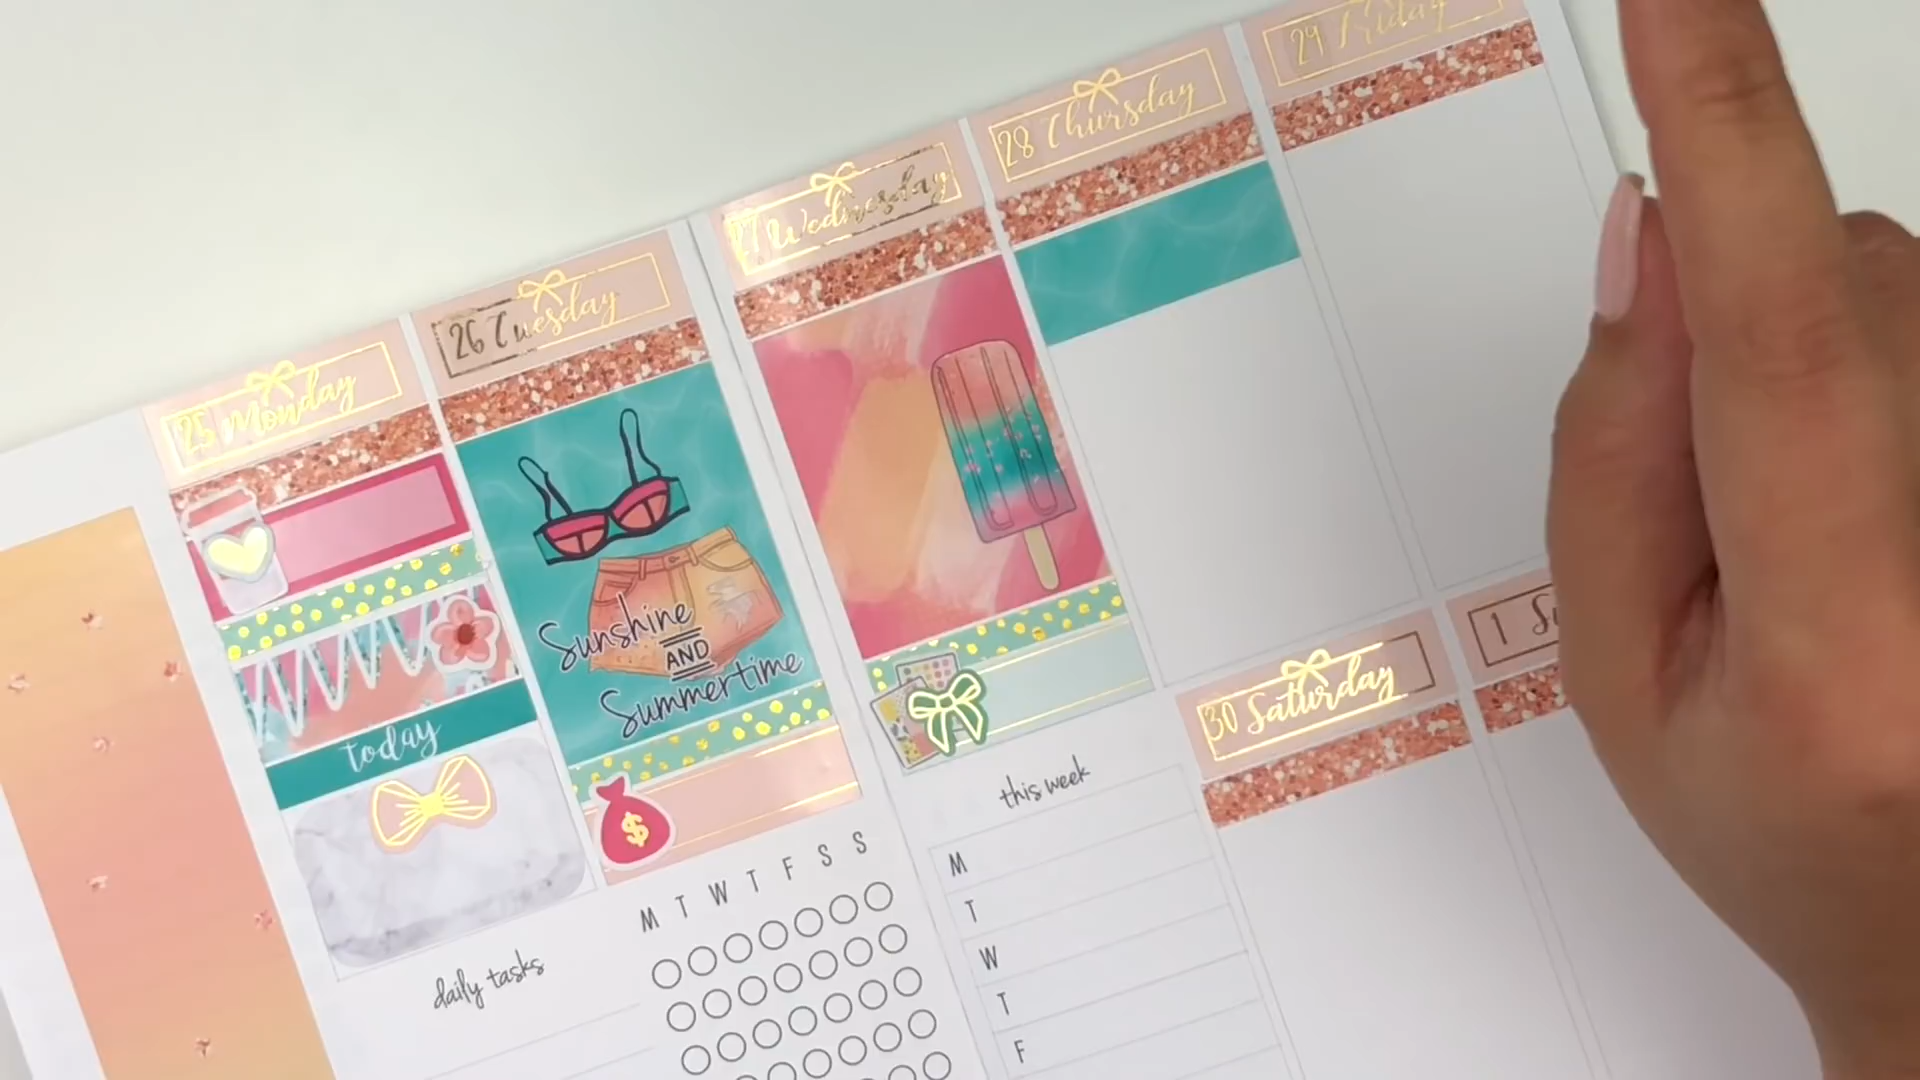 25 Monday
26 Tuesday
27 Wednesday
28 Thursday
29 Friday
today
Sunshine
AND
Summertime
$
30 Saturday
1
daily tasks
M T W T F S S
this week
M
T
W
T
F